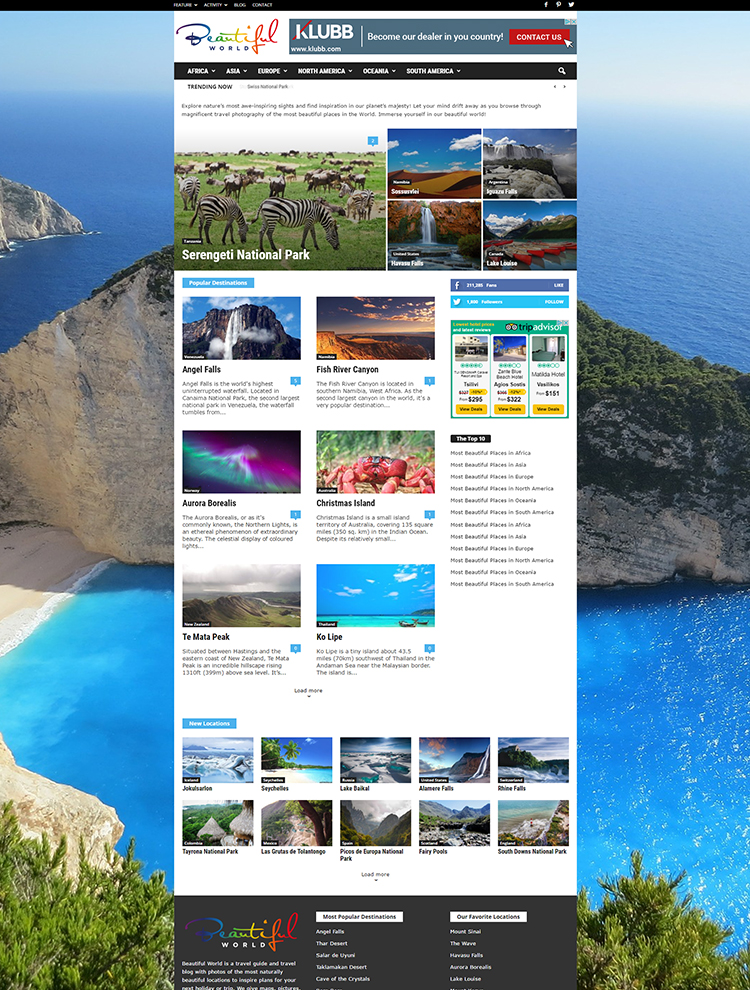 FEATURE ACTIVITY BLOG CONTACT
Beautiful
WORLD
KLUBB
www.klubb.com
Become our dealer in you country!
CONTACT US
AFRICA ASIA EUROPE NORTH AMERICA OCEANIA SOUTH AMERICA
TRENDING NOW Swiss National Park
Explore nature's most awe-inspiring sights and find inspiration in our planet's majesty! Let your mind drift away as you browse through
magnificent travel photography of the most beautiful places in the World. Immerse yourself in our beautiful world!
2
Tanzania
Serengeti National Park
Namibia
Sossusvlei
Argentina
Iguazu Falls
United States
Havasu Falls
Canada
Lake Louise
Popular Destinations
Venezuela
Angel Falls
5
Angel Falls is the world's highest
uninterrupted waterfall. Located in
Canaima National Park, the second largest
national park in Venezuela, the waterfall
tumbles from...
Namibia
Fish River Canyon
1
The Fish River Canyon is located in
southern Namibia, West Africa. As the
second largest canyon in the world, it's a
very popular destination...
Norway
Aurora Borealis
1
The Aurora Borealis, or as it's
commonly known, the Northern Lights, is
an ethereal phenomenon of extraordinary
beauty. The celestial display of coloured
lights...
Australia
Christmas Island
1
Christmas Island is a small island
territory of Australia, covering 135 square
miles (350 sq. km) in the Indian Ocean.
Despite its relatively small...
New Zealand
Te Mata Peak
0
Situated between Hastings and the
eastern coast of New Zealand, Te Mata
Peak is an incredible hillscape rising
1310ft (399m) above sea level. It's...
Thailand
Ko Lipe
0
Ko Lipe is a tiny island about 43.5
miles (70km) southwest of Thailand in the
Andaman Sea near the Malaysian border.
The island is...
Load more
211,285 Fans LIKE
Followers FOLLOW
Lowest hotel prices
and latest reviews
tripadvisor
Tsilivi
$327 -10%*
From $295
View Deals
Zante Blue
Beach Hotel
Agios Sostis
-12%*
From $322
View Deals
Matilda Hotel
Vasilikos
From $151
View Deals
The Top 10
Most Beautiful Places in Africa
Most Beautiful Places in Asia
Most Beautiful Places in Europe
Most Beautiful Places in North America
Most Beautiful Places in Oceania
Most Beautiful Places in South America
Most Beautiful Places in Africa
Most Beautiful Places in Asia
Most Beautiful Places in Europe
Most Beautiful Places in North America
Most Beautiful Places in Oceania
Most Beautiful Places in South America
New Locations
Iceland
Jokulsarlon
Seychelles
Seychelles
Russia
Lake Baikal
United States
Alamere Falls
Switzerland
Rhine Falls
Colombia
Tayrona National Park
Mexico
Las Grutas de Tolantongo
Spain
Picos de Europa National
Park
Scotland
Fairy Pools
England
South Downs National Park
Load more
Beautiful
WORLD
Beautiful World is a travel guide and travel
blog with photos of the most naturally
beautiful locations to inspire plans for your
next holiday or trip. We give maps, pictures,
Most Popular Destinations
Angel Falls
Thar Desert
Salar de Uyuni
Taklamakan Desert
Cave of the Crystals
Our Favorite Locations
Mount Sinai
The Wave
Havasu Falls
Aurora Borealis
Lake Louise